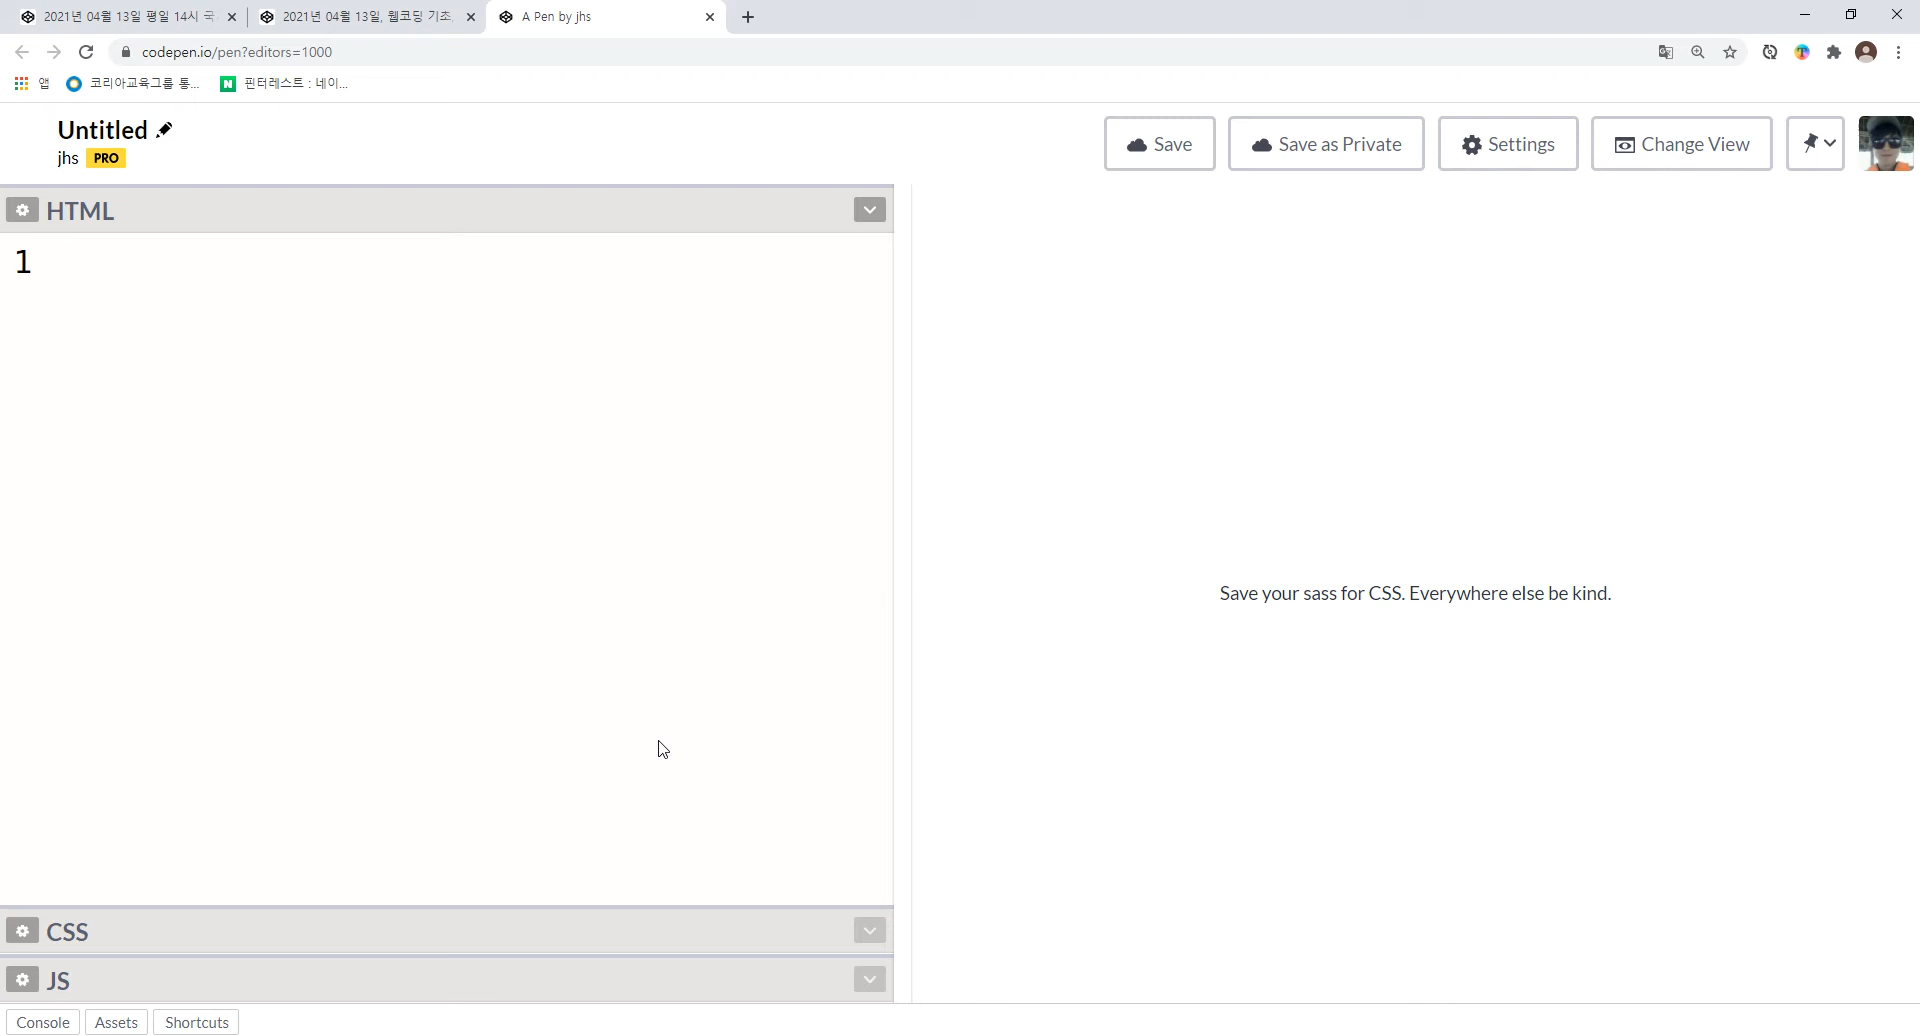 2021년 04월 13일 평일 14시 국
2021년 04월 13일, 웹코딩 기초,
A Pen by jhs
codepen.io/pen?editors=1000
앱
코리아교육그룹 통...
N
핀터레스트 : 네이...
Untitled
jhs PRO
Save
Save as Private
Settings
Change View
HTML
1
Save your sass for CSS. Everywhere else be kind.
CSS
JS
Console
Assets
Shortcuts